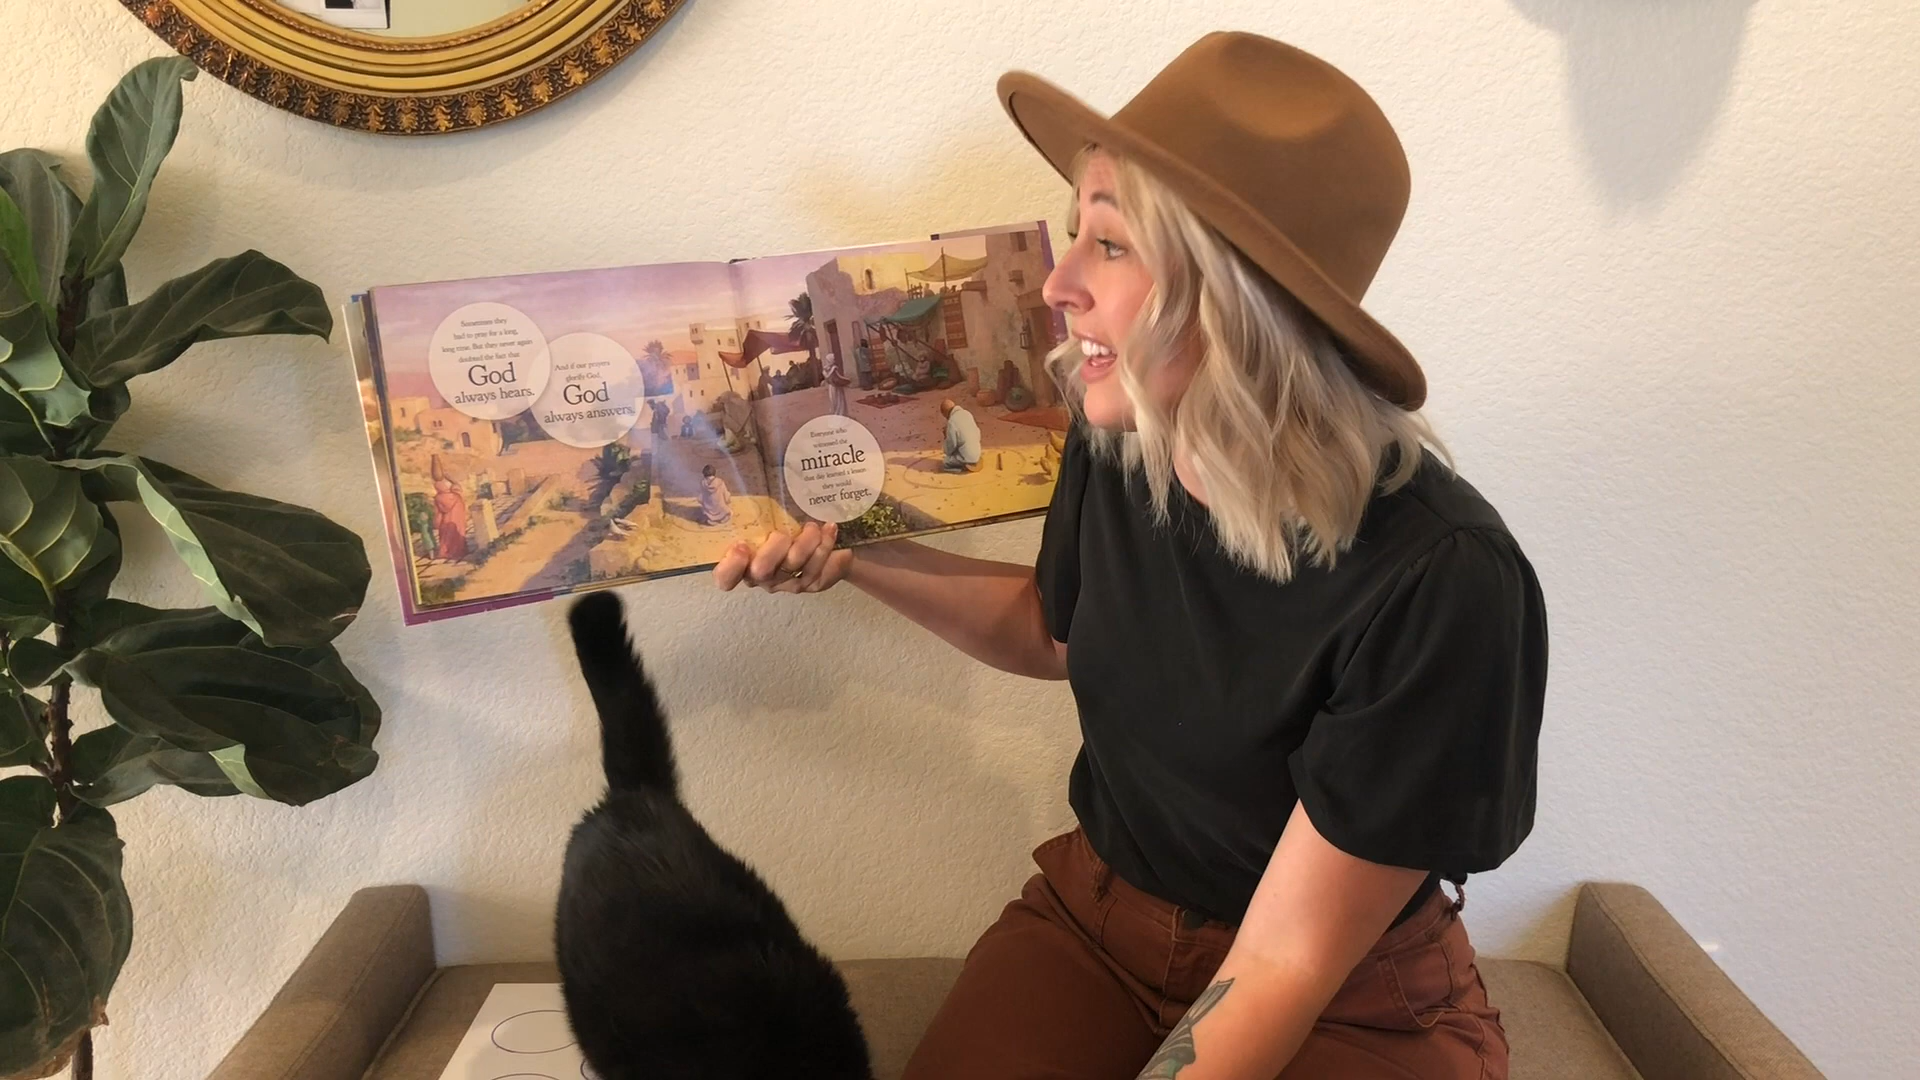 Sometimes they
had to pray for a long,
long time. But they never again
doubted the fact that
God
always hears.
And if our prayers
glorify God,
God
always answers.
Everyone who
witnessed the
miracle
that day learned a lesson
they would
never forget.